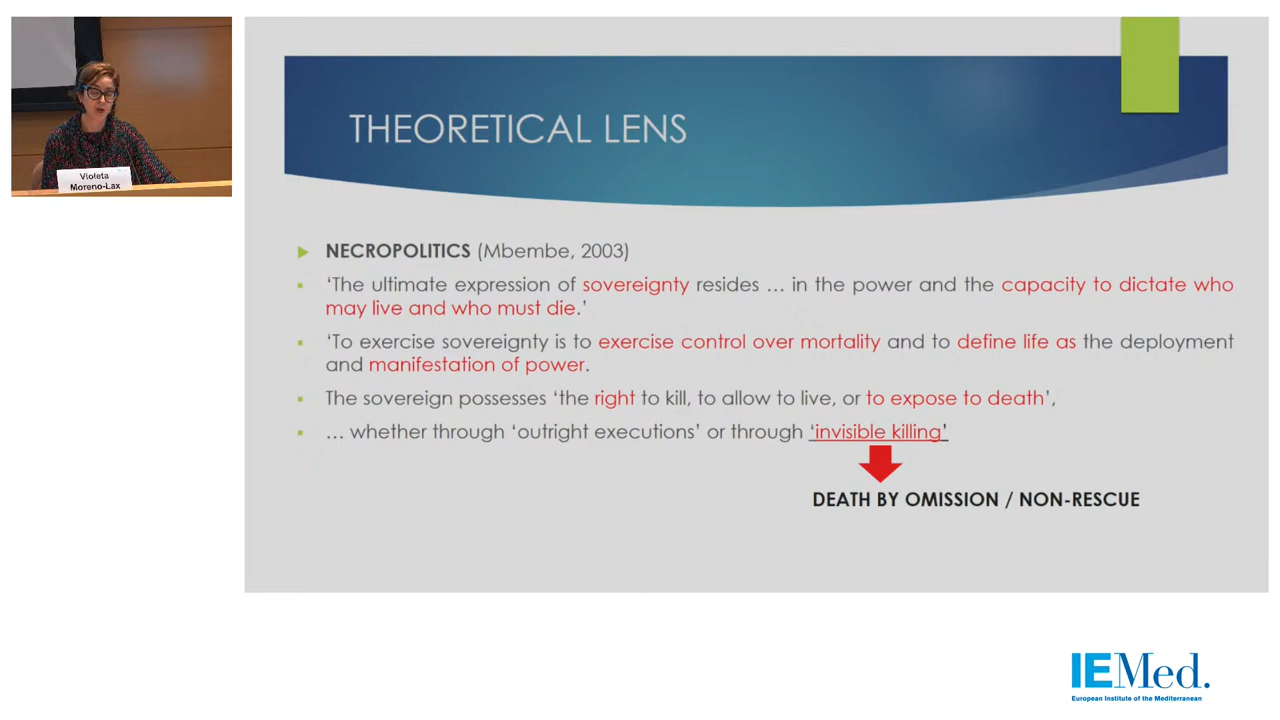 Violeta
Moreno-Lax
THEORETICAL LENS
NECROPOLITICS (Mbembe, 2003)
‘The ultimate expression of sovereignty resides … in the power and the capacity to dictate who
may live and who must die.’
‘To exercise sovereignty is to exercise control over mortality and to define life as the deployment
and manifestation of power.
The sovereign possesses ‘the right to kill, to allow to live, or to expose to death’,
… whether through ‘outright executions’ or through ‘invisible killing’
DEATH BY OMISSION / NON-RESCUE
IEMed.
European Institute of the Mediterranean